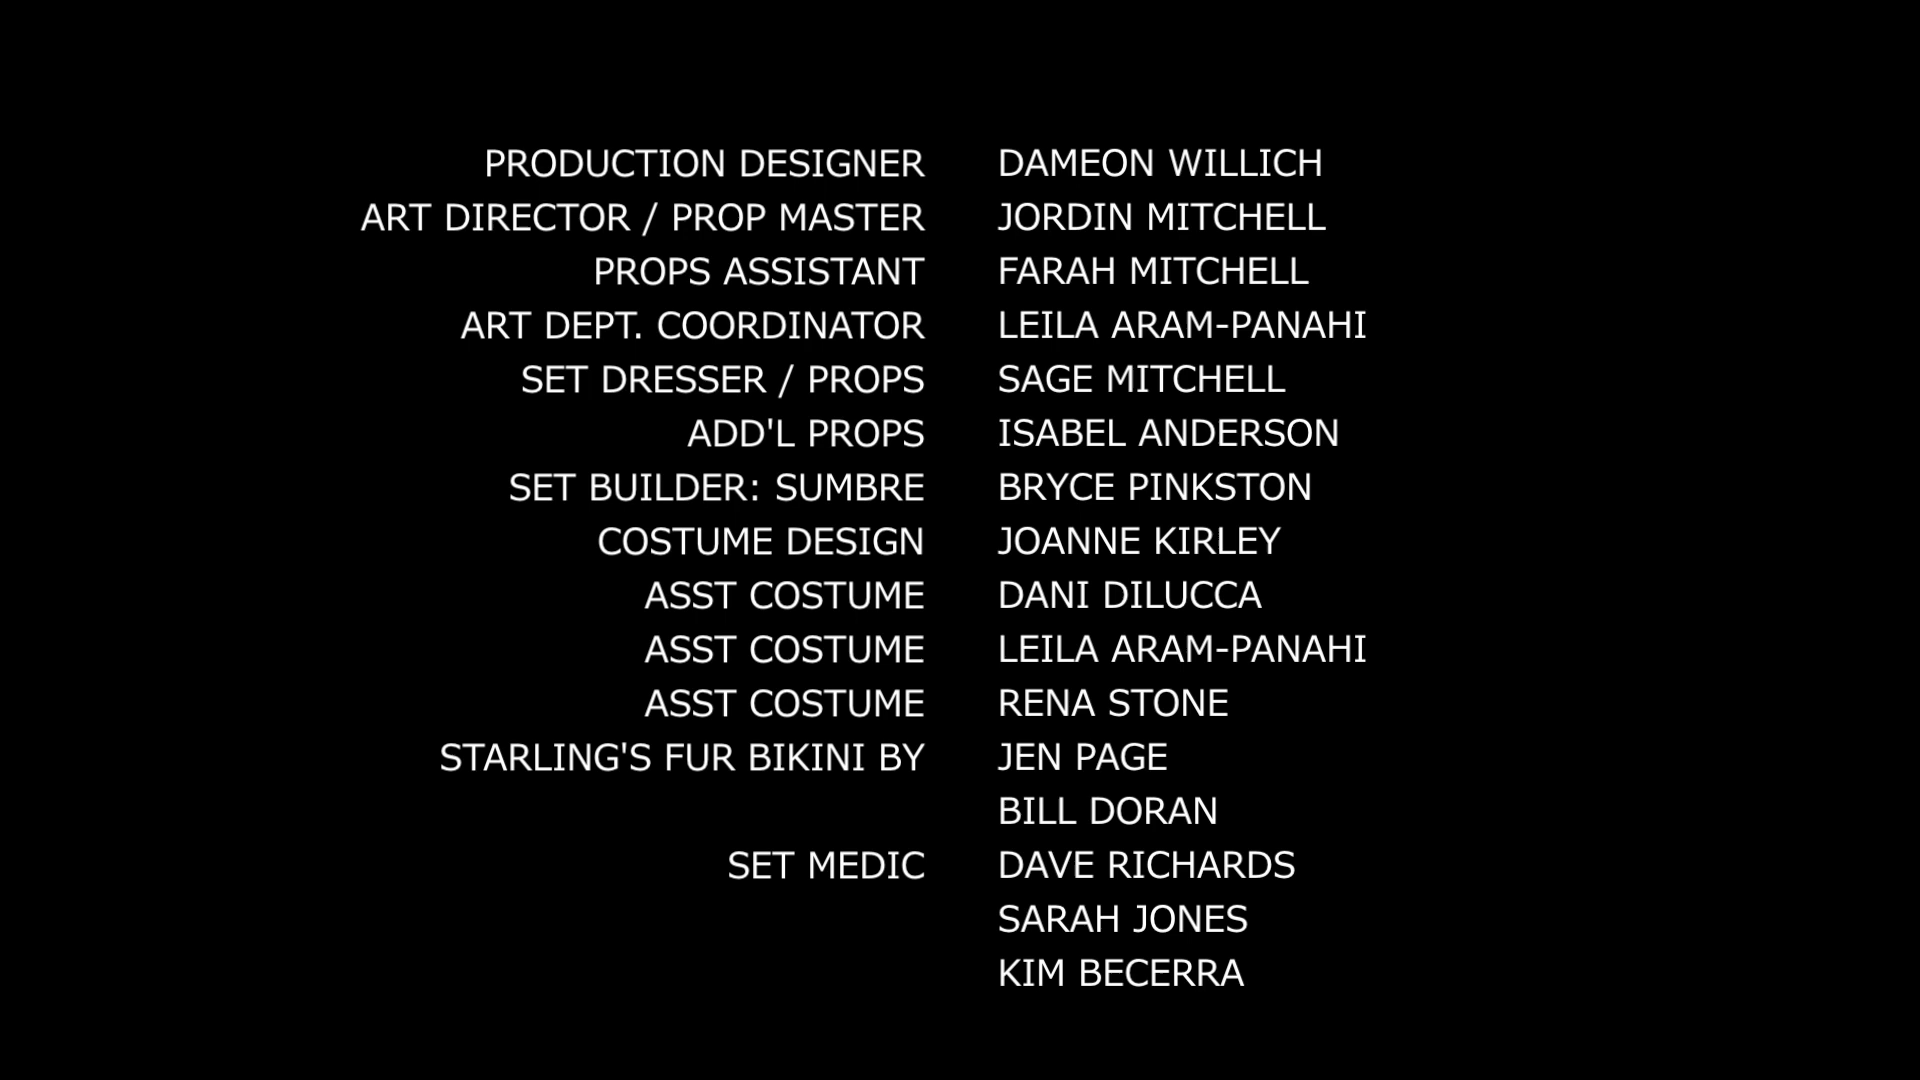 PRODUCTION DESIGNER DAMEON WILLICH
ART DIRECTOR / PROP MASTER JORDIN MITCHELL
PROPS ASSISTANT FARAH MITCHELL
ART DEPT. COORDINATOR LEILA ARAM-PANAHI
SET DRESSER / PROPS SAGE MITCHELL
ADD'L PROPS ISABEL ANDERSON
SET BUILDER: SUMBRE BRYCE PINKSTON
COSTUME DESIGN JOANNE KIRLEY
ASST COSTUME DANI DILUCCA
ASST COSTUME LEILA ARAM-PANAHI
ASST COSTUME RENA STONE
STARLING'S FUR BIKINI BY JEN PAGE
BILL DORAN
SET MEDIC DAVE RICHARDS
SARAH JONES
KIM BECERRA